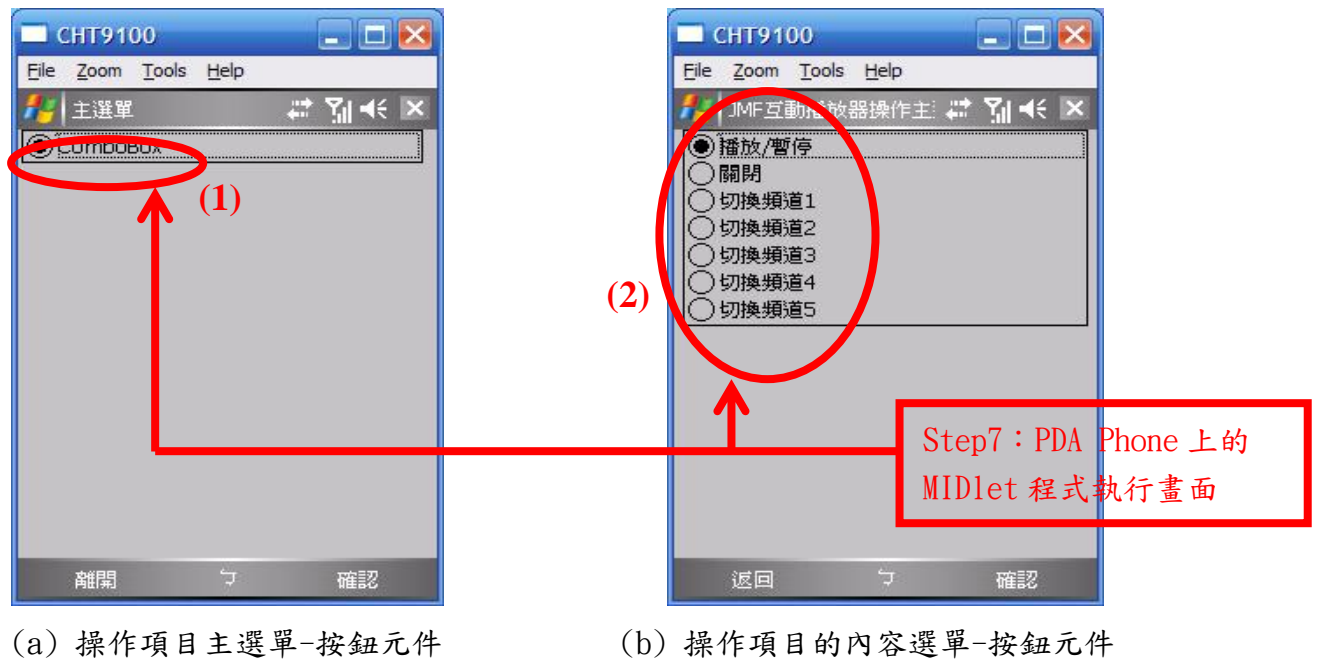 CHT9100
File Zoom Tools Help
主選單
ComboBox
(1)
離開 ㄅ 確認
(a) 操作項目主選單-按鈕元件
CHT9100
File Zoom Tools Help
JMF互動播放器操作主
播放/暫停
關閉
切換頻道1
切換頻道2
切換頻道3
切換頻道4
切換頻道5
(2)
Step7：PDA Phone 上的
MIDlet 程式執行畫面
返回 ㄅ 確認
(b) 操作項目的內容選單-按鈕元件